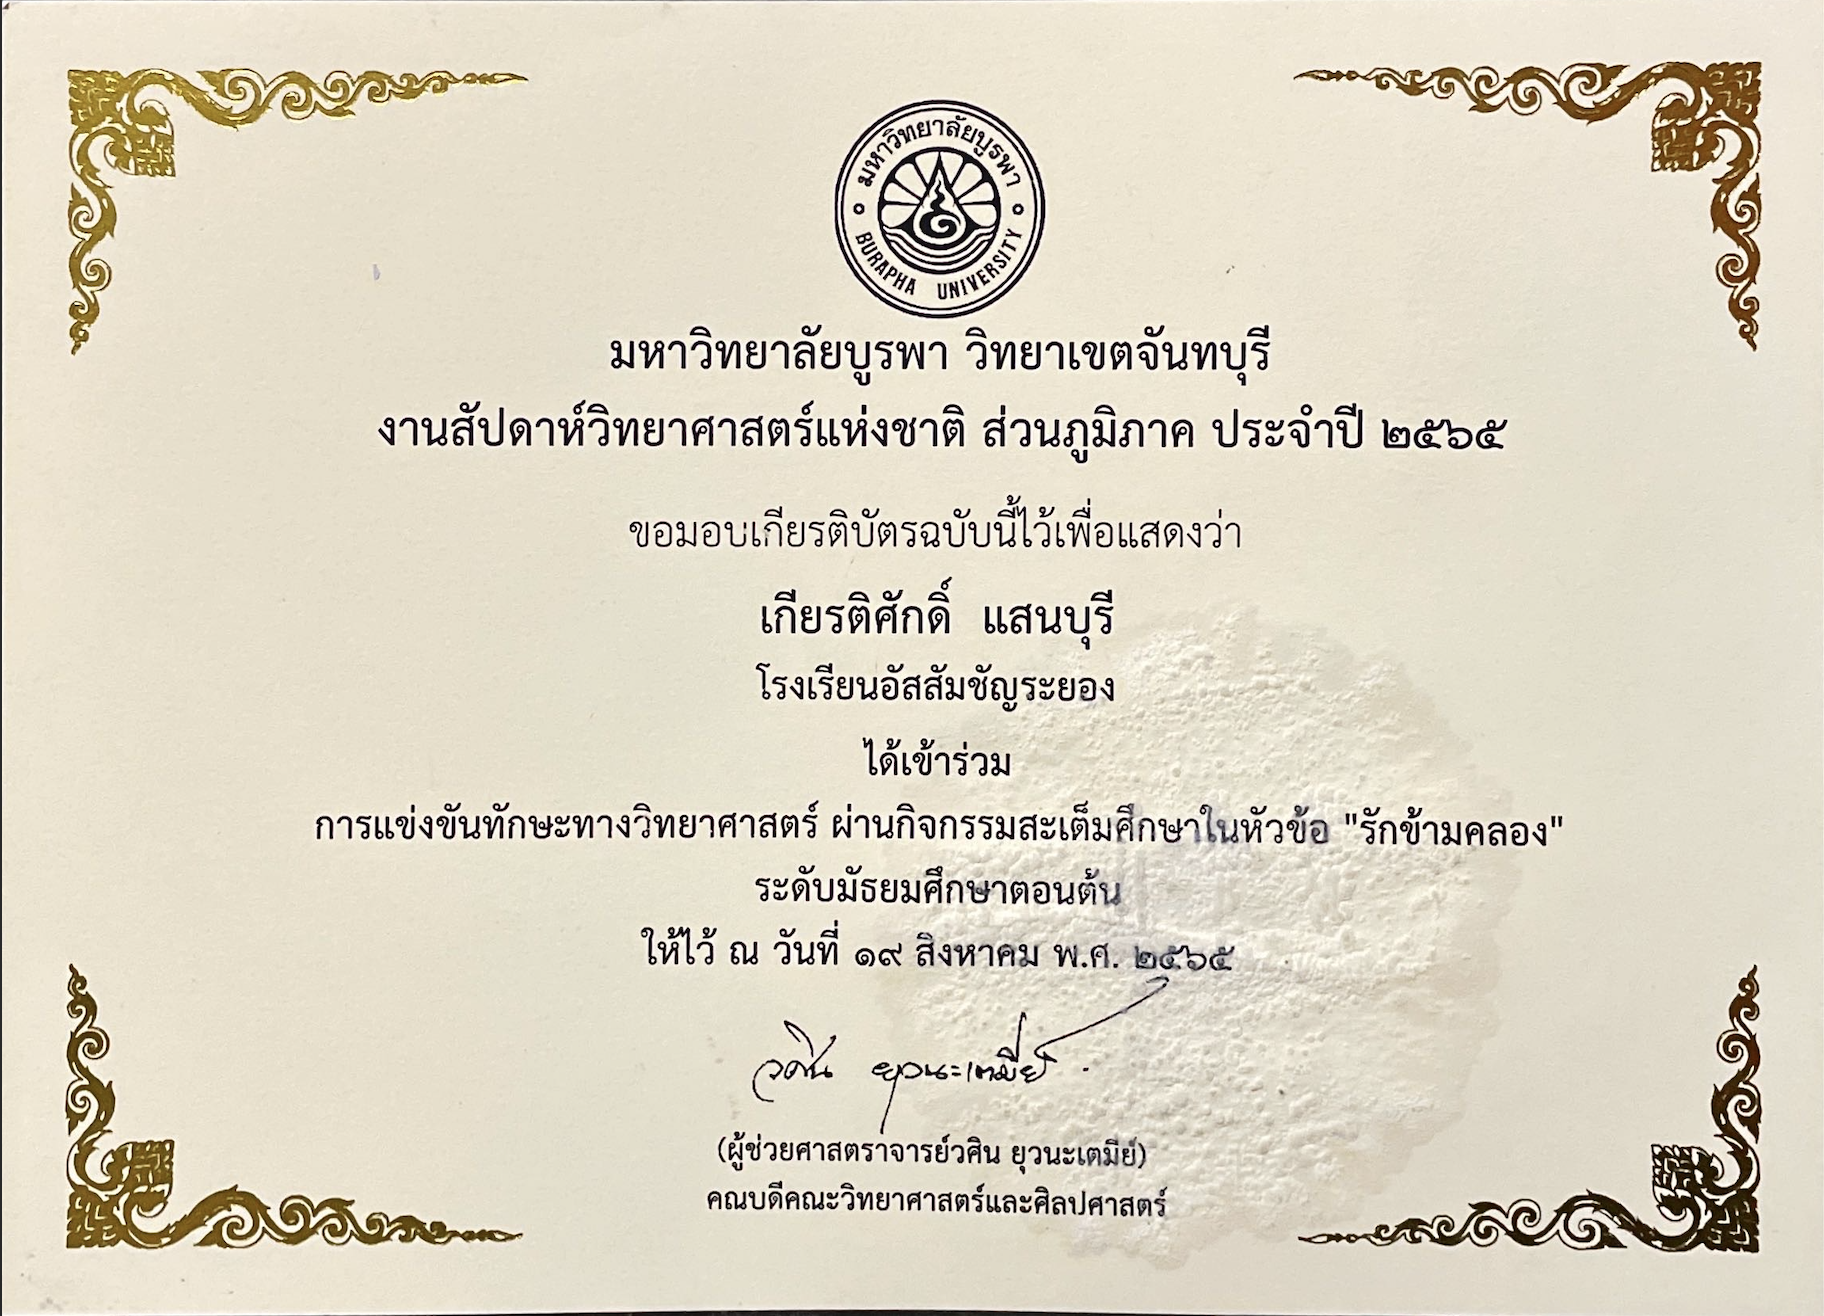 มหาวิทยาลัยบูรพา
BURAPHA UNIVERSITY
มหาวิทยาลัยบูรพา วิทยาเขตจันทบุรี
งานสัปดาห์วิทยาศาสตร์แห่งชาติ ส่วนภูมิภาค ประจำปี ๒๕๖๕
ขอมอบเกียรติบัตรฉบับนี้ไว้เพื่อแสดงว่า
เกียรติศักดิ์ แสนบุรี
โรงเรียนอัสสัมชัญระยอง
ได้เข้าร่วม
การแข่งขันทักษะทางวิทยาศาสตร์ ผ่านกิจกรรมสะเต็มศึกษาในหัวข้อ "รักข้ามคลอง"
ระดับมัธยมศึกษาตอนต้น
ให้ไว้ ณ วันที่ ๑๙ สิงหาคม พ.ศ. ๒๕๖๕
วศิน ยุวนะเตมีย์
(ผู้ช่วยศาสตราจารย์วศิน ยุวนะเตมีย์)
คณบดีคณะวิทยาศาสตร์และศิลปศาสตร์